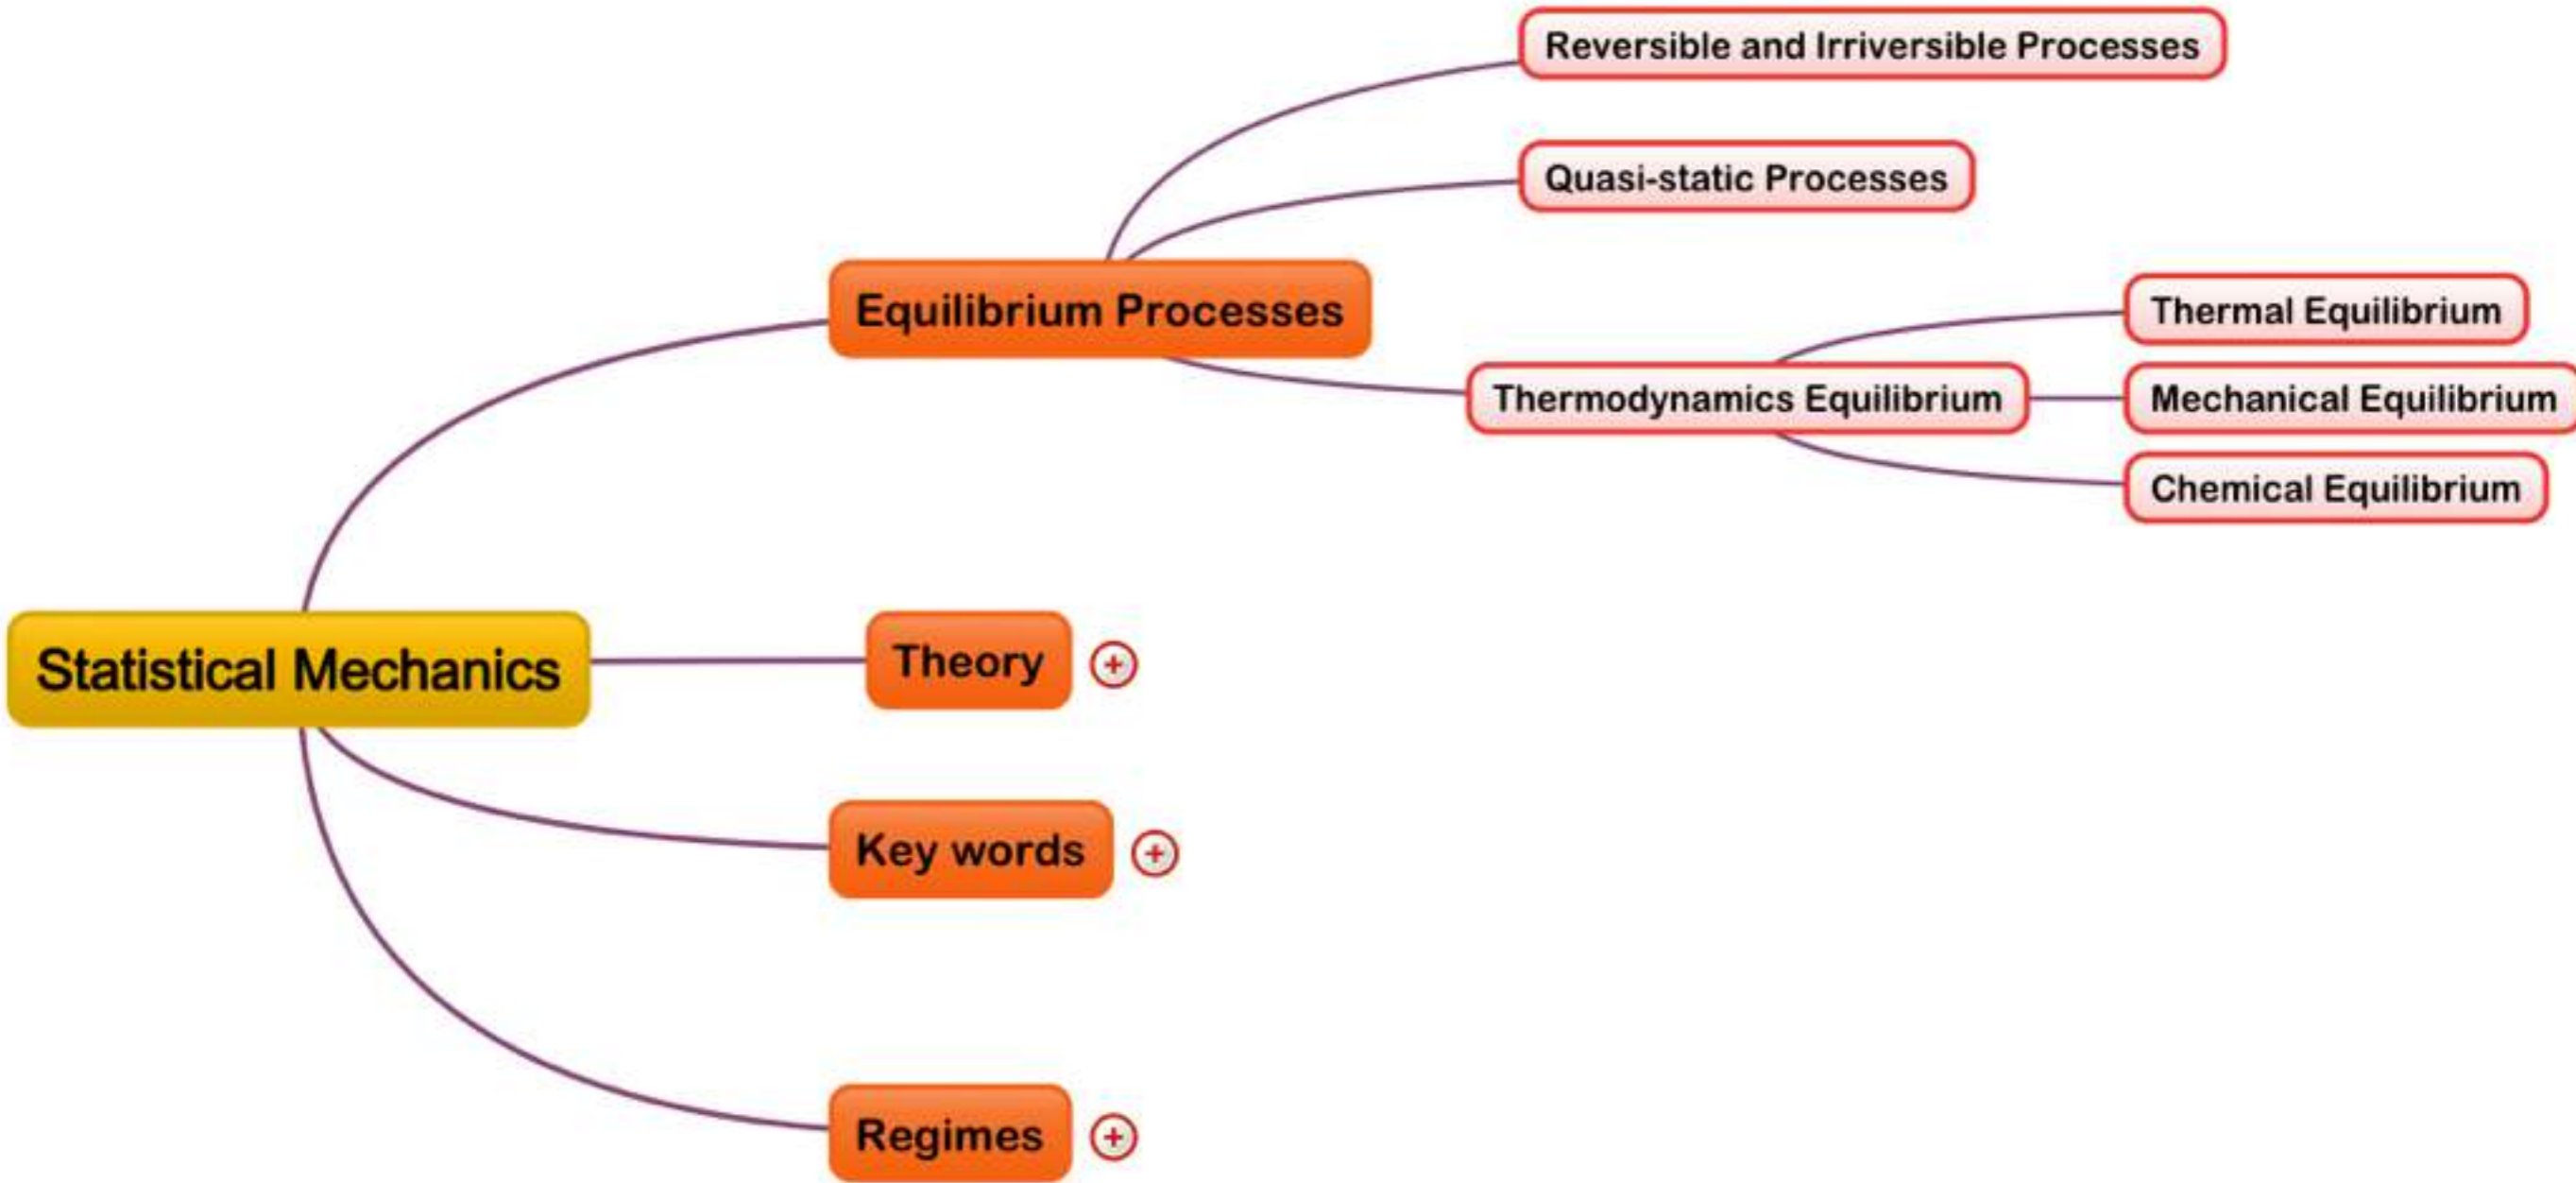 Reversible and Irriversible Processes
Quasi-static Processes
Equilibrium Processes
Thermal Equilibrium
Thermodynamics Equilibrium
Mechanical Equilibrium
Chemical Equilibrium
Statistical Mechanics
Theory
Key words
Regimes